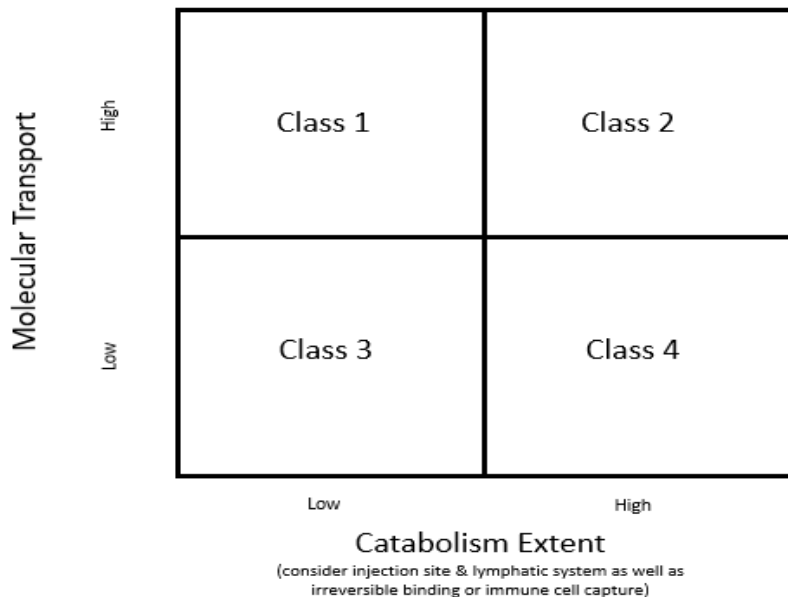 Molecular Transport
High
Low
Class 1
Class 2
Class 3
Class 4
Low
High
Catabolism Extent
(consider injection site & lymphatic system as well as
irreversible binding or immune cell capture)